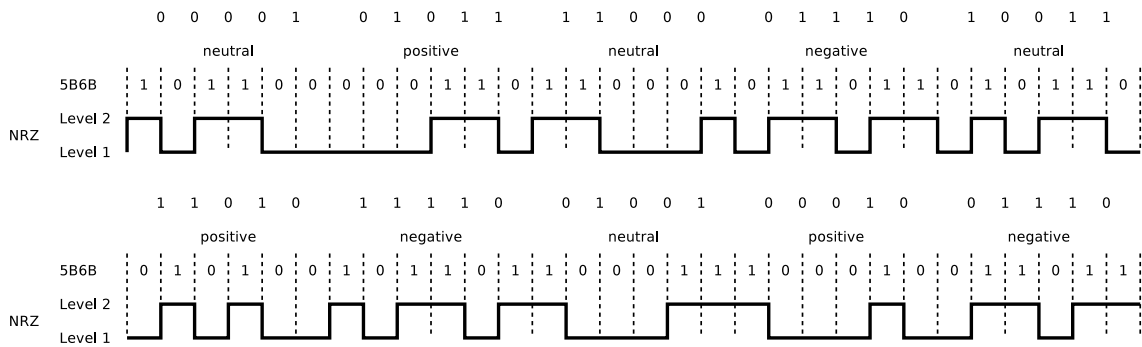 0 0 0 0 1 0 1 0 1 1 1 1 0 0 0 0 1 1 1 0 1 0 0 1 1
neutral positive neutral negative neutral
5B6B 1 0 1 1 0 0 0 0 0 1 1 0 1 1 0 0 0 1 0 1 1 0 1 1 0 1 0 1 1 0
Level 2
NRZ
Level 1
1 1 0 1 0 1 1 1 1 0 0 1 0 0 1 0 0 0 1 0 0 1 1 1 0
positive negative neutral positive negative
5B6B 0 1 0 1 0 0 1 0 1 1 0 1 1 0 0 0 1 1 1 0 0 0 1 0 0 1 1 0 1 1
Level 2
NRZ
Level 1